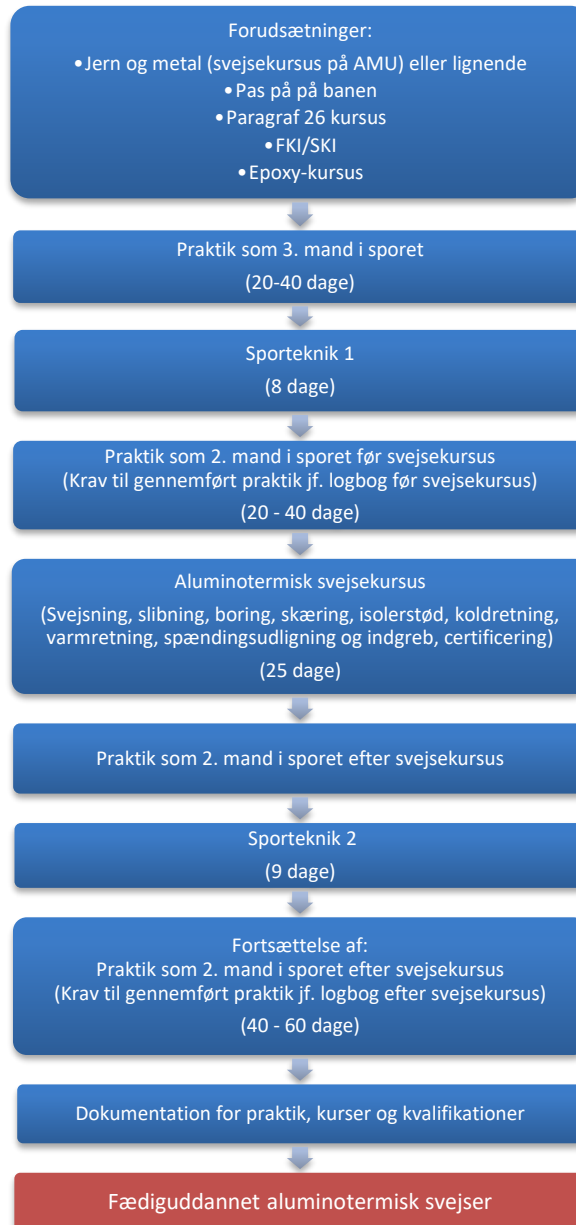 Forudsætninger:
•Jern og metal (svejsekursus på AMU) eller lignende
•Pas på på banen
•Paragraf 26 kursus
•FKI/SKI
•Epoxy-kursus
Praktik som 3. mand i sporet
(20-40 dage)
Sporteknik 1
(8 dage)
Praktik som 2. mand i sporet før svejsekursus
(Krav til gennemført praktik jf. logbog før svejsekursus)
(20 - 40 dage)
Aluminotermisk svejsekursus
(Svejsning, slibning, boring, skæring, isolerstød, koldretning,
varmretning, spændingsudligning og indgreb, certificering)
(25 dage)
Praktik som 2. mand i sporet efter svejsekursus
Sporteknik 2
(9 dage)
Fortsættelse af:
Praktik som 2. mand i sporet efter svejsekursus
(Krav til gennemført praktik jf. logbog efter svejsekursus)
(40 - 60 dage)
Dokumentation for praktik, kurser og kvalifikationer
Fædiguddannet aluminotermisk svejser